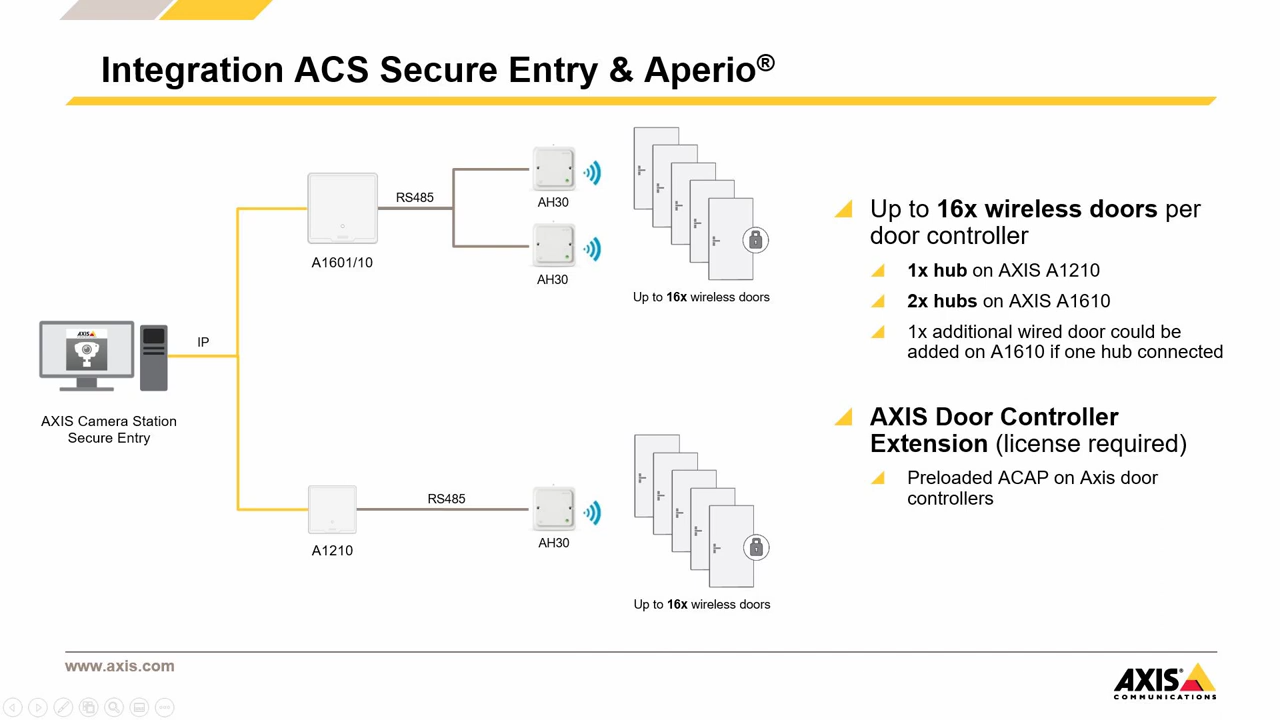 Integration ACS Secure Entry & Aperio®
RS485
AH30
A1601/10
AH30
Up to 16x wireless doors
IP
AXIS
AXIS Camera Station
Secure Entry
RS485
A1210
AH30
Up to 16x wireless doors
Up to 16x wireless doors per
door controller
1x hub on AXIS A1210
2x hubs on AXIS A1610
1x additional wired door could be
added on A1610 if one hub connected
AXIS Door Controller
Extension (license required)
Preloaded ACAP on Axis door
controllers
www.axis.com
AXIS
COMMUNICATIONS